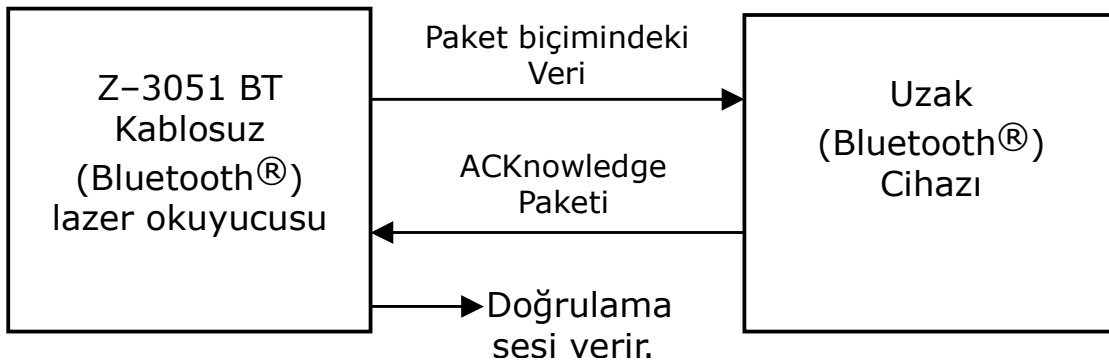 Z–3051 BT
Kablosuz
(Bluetooth®)
lazer okuyucusu
Paket biçimindeki
Veri
ACKnowledge
Paketi
Doğrulama
sesi verir.
Uzak
(Bluetooth®)
Cihazı